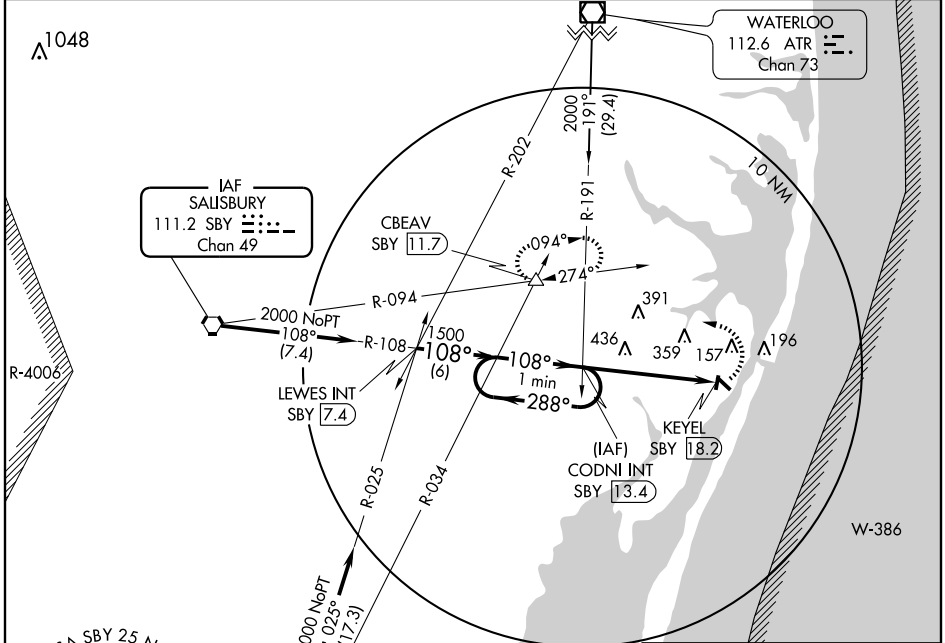 1048
WATERLOO
112.6 ATR
Chan 73
2000
191°
(29.4)
R-202
R-191
10 NM
IAF
SALISBURY
111.2 SBY
Chan 49
CBEAV
SBY 11.7
094°
274°
R-094
2000 NoPT
108°
(7.4)
R-108
1500
108°
(6)
108°
1 min
288°
391
436
359
157
196
R-4006
LEWES INT
SBY 7.4
KEYEL
SBY 18.2
(IAF)
CODNI INT
SBY 13.4
R-025
R-034
W-386
000 NoPT
025°
17.3)
SBY 25 N